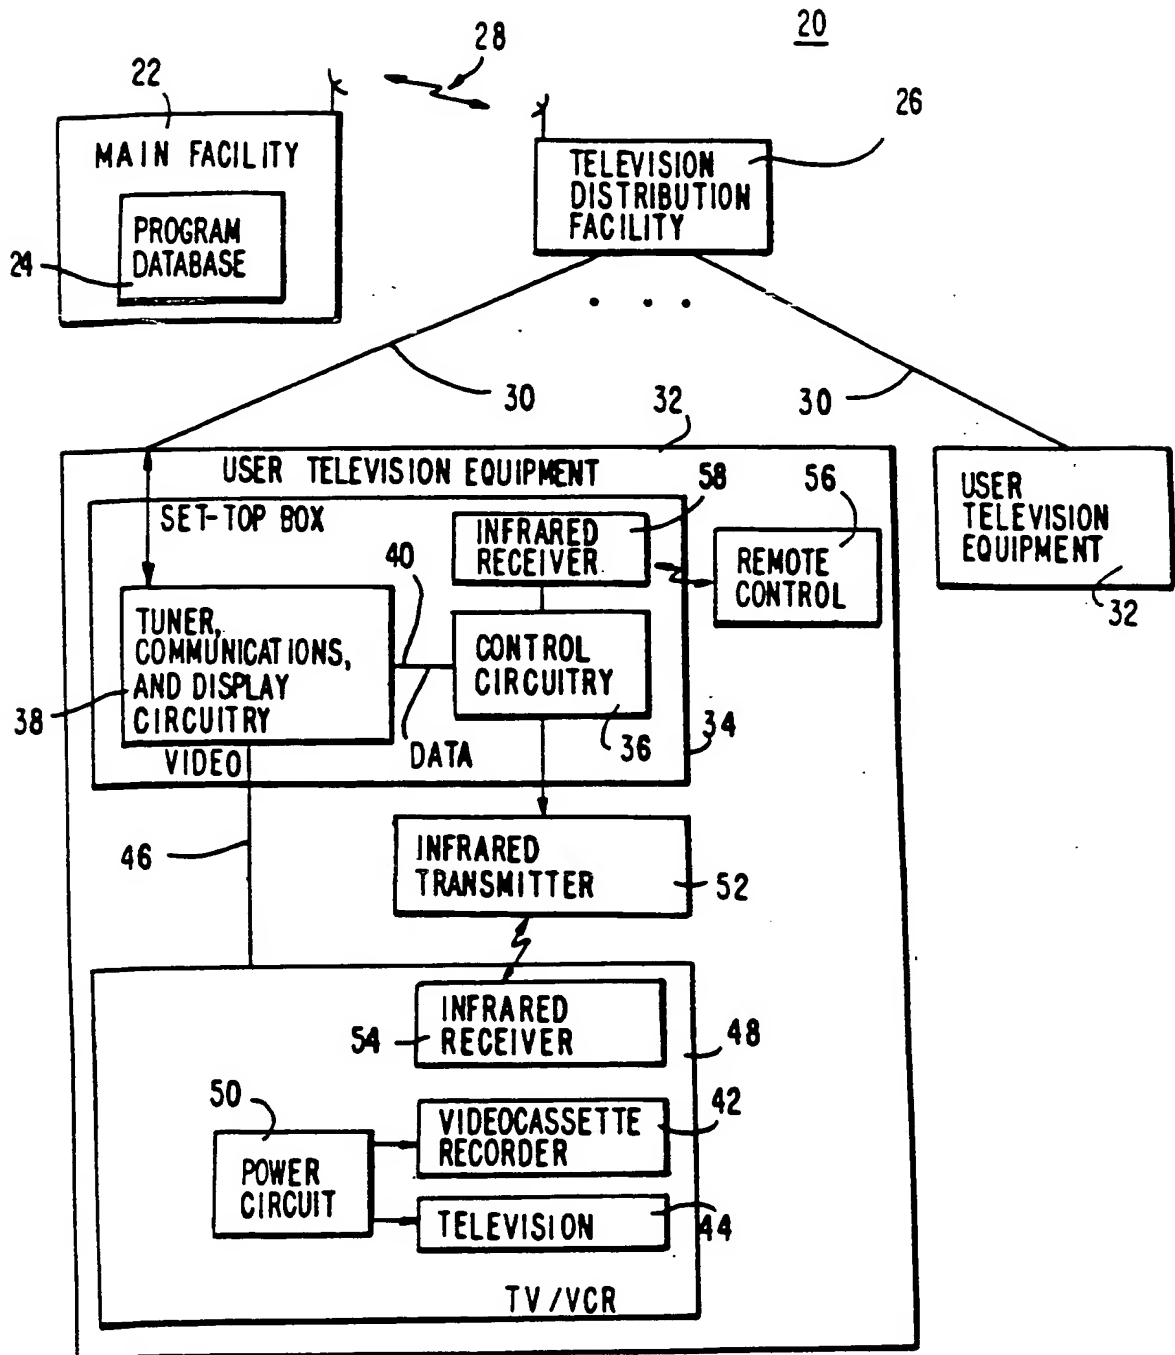 20
28
22
26
MAIN FACILITY
TELEVISION
DISTRIBUTION
FACILITY
PROGRAM
DATABASE
24
30
30
32
USER TELEVISION EQUIPMENT
58
56
USER
TELEVISION
EQUIPMENT
32
SET-TOP BOX
INFRARED
RECEIVER
REMOTE
CONTROL
40
TUNER,
COMMUNICATIONS,
AND DISPLAY
CIRCUITRY
38
CONTROL
CIRCUITRY
36
34
VIDEO
DATA
46
INFRARED
TRANSMITTER
52
INFRARED
RECEIVER
54
48
50
VIDEOCASSETTE
RECORDER
42
POWER
CIRCUIT
TELEVISION
44
TV/VCR